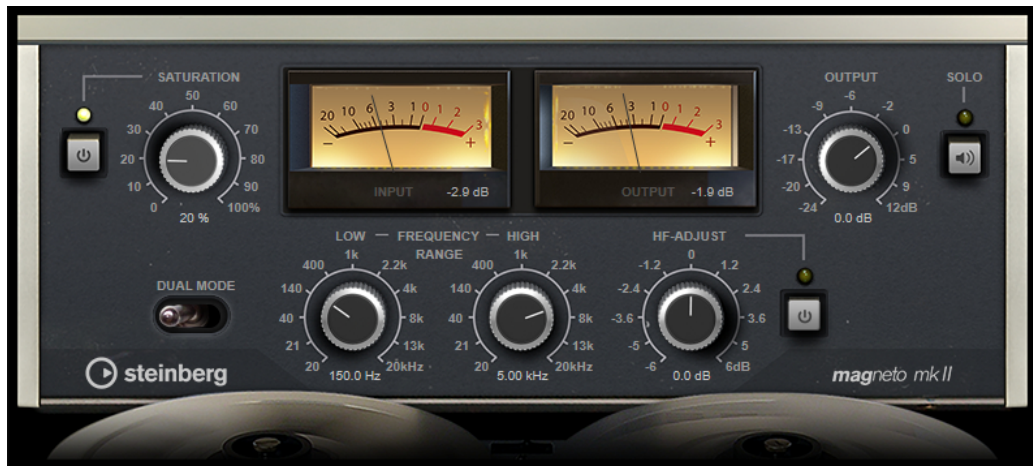 SATURATION
50
40 60
30 70
20 80
10 90
0 100%
20 %
20 10 6 3 1 0 1 2 3
- +
INPUT -2.9 dB
20 10 6 3 1 0 1 2 3
- +
OUTPUT -1.9 dB
OUTPUT
-6
-9 -2
-13 0
-17 5
-20 9
-24 12dB
0.0 dB
SOLO
DUAL MODE
LOW — FREQUENCY — HIGH
RANGE
1k
400 2.2k
140 4k
40 8k
21 13k
20 20kHz
150.0 Hz
1k
400 2.2k
140 4k
40 8k
21 13k
20 20kHz
5.00 kHz
HF-ADJUST
0
-1.2 1.2
-2.4 2.4
-3.6 3.6
-5 5
-6 6dB
0.0 dB
steinberg
magneto mk II